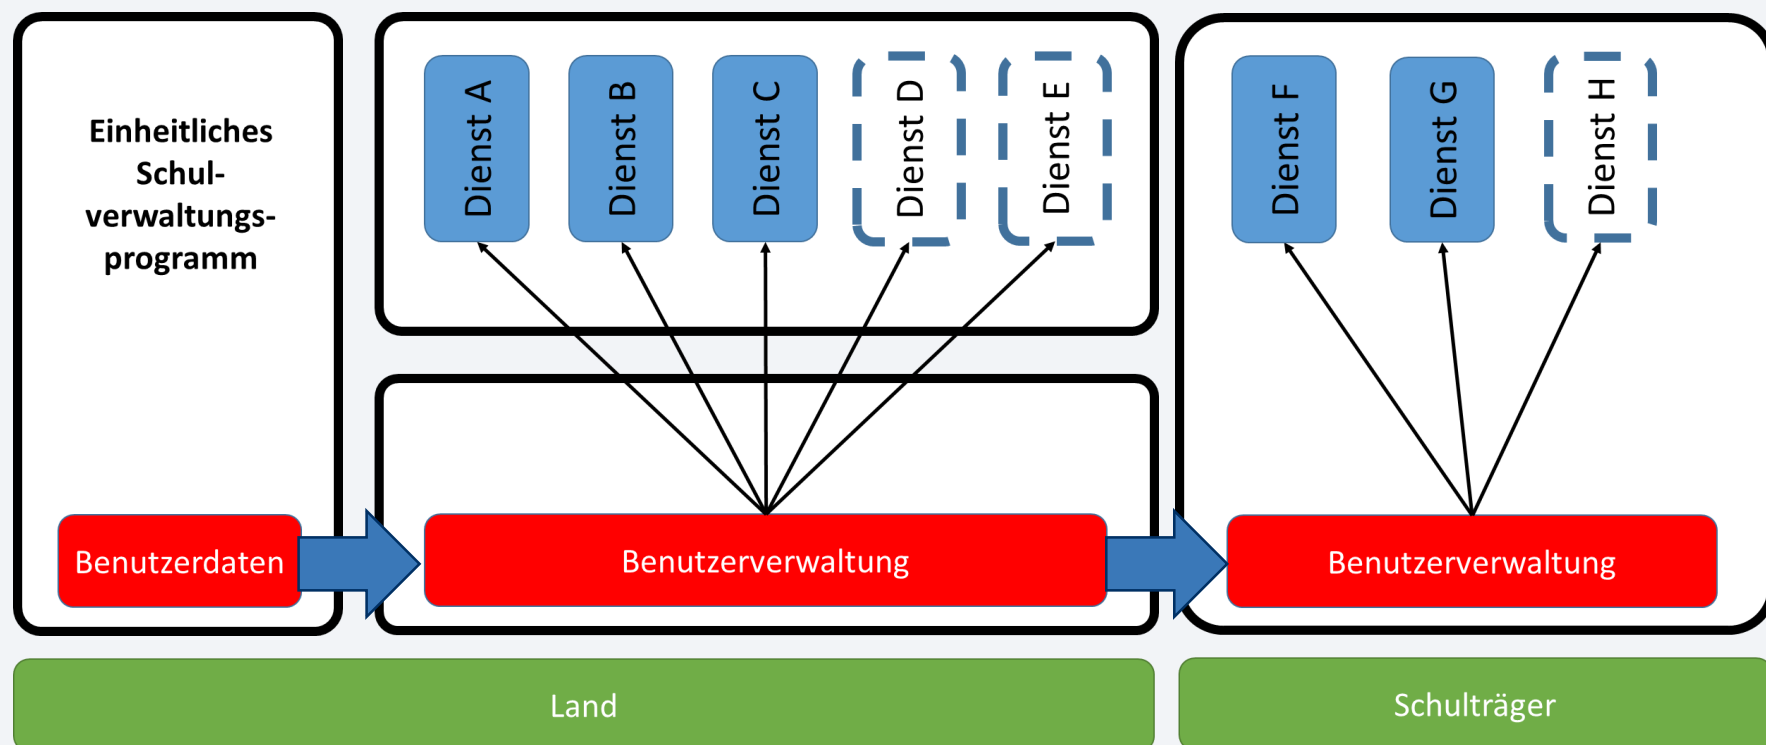 Einheitliches
Schul-
verwaltungs-
programm
Benutzerdaten
Dienst A
Dienst B
Dienst C
Dienst D
Dienst E
Benutzerverwaltung
Dienst F
Dienst G
Dienst H
Benutzerverwaltung
Land
Schulträger